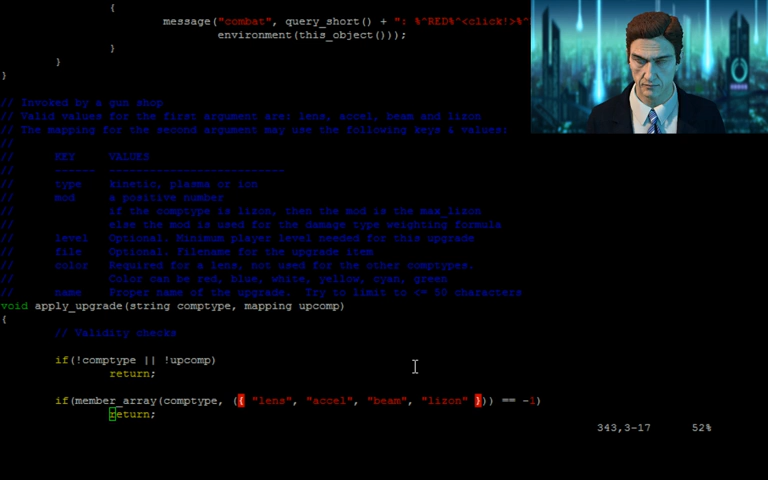 {
message("combat", query_short() + ": %^RED%^<click!>%^
environment(this_object()));
}
}
}
// Invoked by a gun shop
// Valid values for the first argument are: lens, accel, beam and lizon
// The mapping for the second argument may use the following keys & values:
//
// KEY VALUES
// ------ --------------------------
// type kinetic, plasma or ion
// mod a positive number
// if the comptype is lizon, then the mod is the max_lizon
// else the mod is used for the damage type weighting formula
// level Optional. Minimum player level needed for this upgrade
// file Optional. Filename for the upgrade item
// color Required for a lens, not used for the other comptypes.
// Color can be red, blue, white, yellow, cyan, green
// name Proper name of the upgrade. Try to limit to <= 50 characters
void apply_upgrade(string comptype, mapping upcomp)
{
// Validity checks
if(!comptype || !upcomp)
return;
if(member_array(comptype, ({ "lens", "accel", "beam", "lizon" })) == -1)
return;
343,3-17 52%